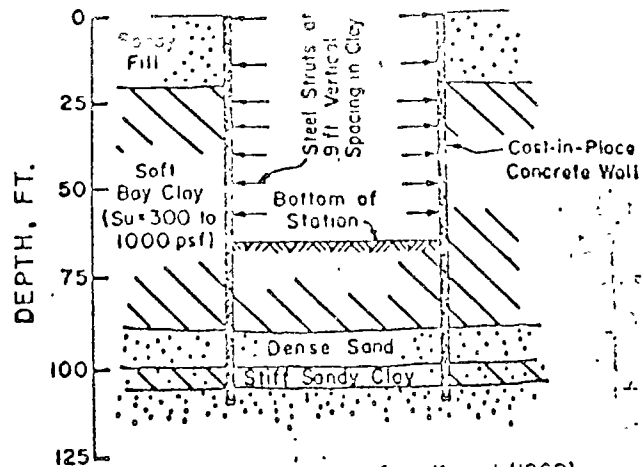 0
25
50
75
100
125
DEPTH, FT.
Fill
Soft
Bay Clay
(Su=300 to
1000 psf)
Steel Struts at
9 ft Vertical
Spacing in Clay
Bottom of
Station
Cast-in-Place
Concrete Wall
Dense Sand
Stiff Sandy Clay